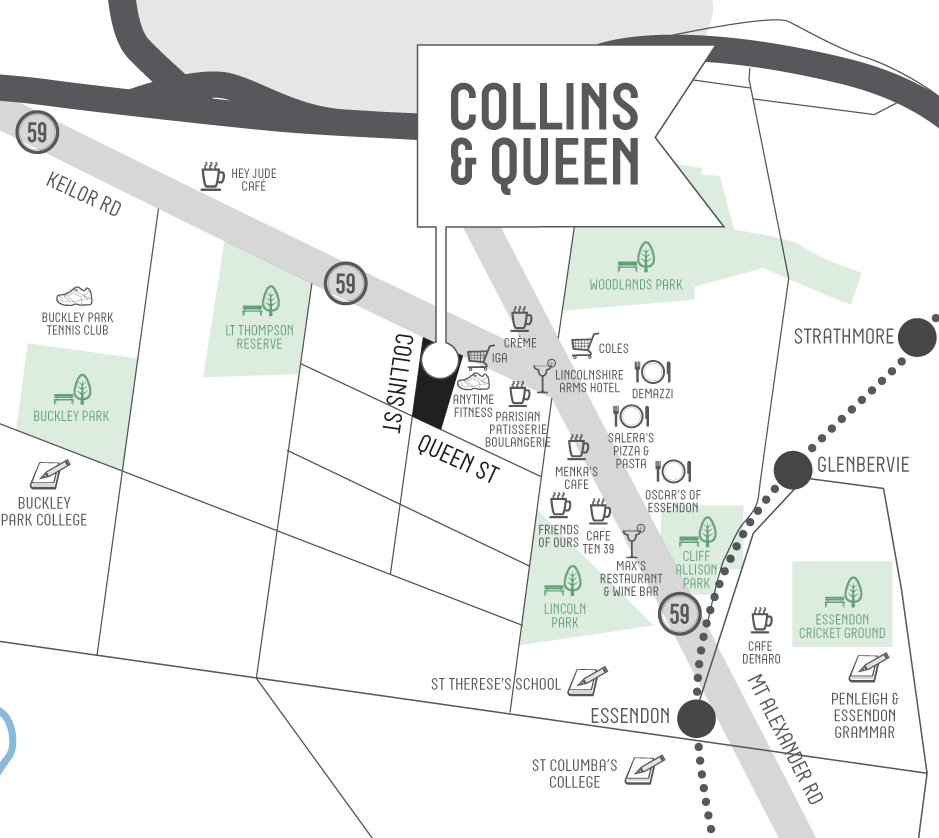 COLLINS
& QUEEN
59
KEILOR RD
HEY JUDE
CAFÉ
WOODLANDS PARK
59
BUCKLEY PARK
TENNIS CLUB
LT THOMPSON
RESERVE
STRATHMORE
CRÈME
COLLINS ST
IGA
COLES
LINCOLNSHIRE
ARMS HOTEL
DEMAZZI
ANYTIME
FITNESS
BUCKLEY PARK
PARISIAN
PATISSERIE
BOULANGERIE
SALERA'S
PIZZA &
PASTA
QUEEN ST
MENKA'S
CAFE
GLENBERVIE
OSCAR'S OF
ESSENDON
BUCKLEY
PARK COLLEGE
FRIENDS
OF OURS
CAFE
TEN 39
CLIFF
ALLISON
PARK
MAX'S
RESTAURANT
& WINE BAR
LINCOLN
PARK
59
ESSENDON
CRICKET GROUND
CAFE
DENARO
ST THERESE'S SCHOOL
PENLEIGH &
ESSENDON
GRAMMAR
ESSENDON
MT ALEXANDER RD
ST COLUMBA'S
COLLEGE